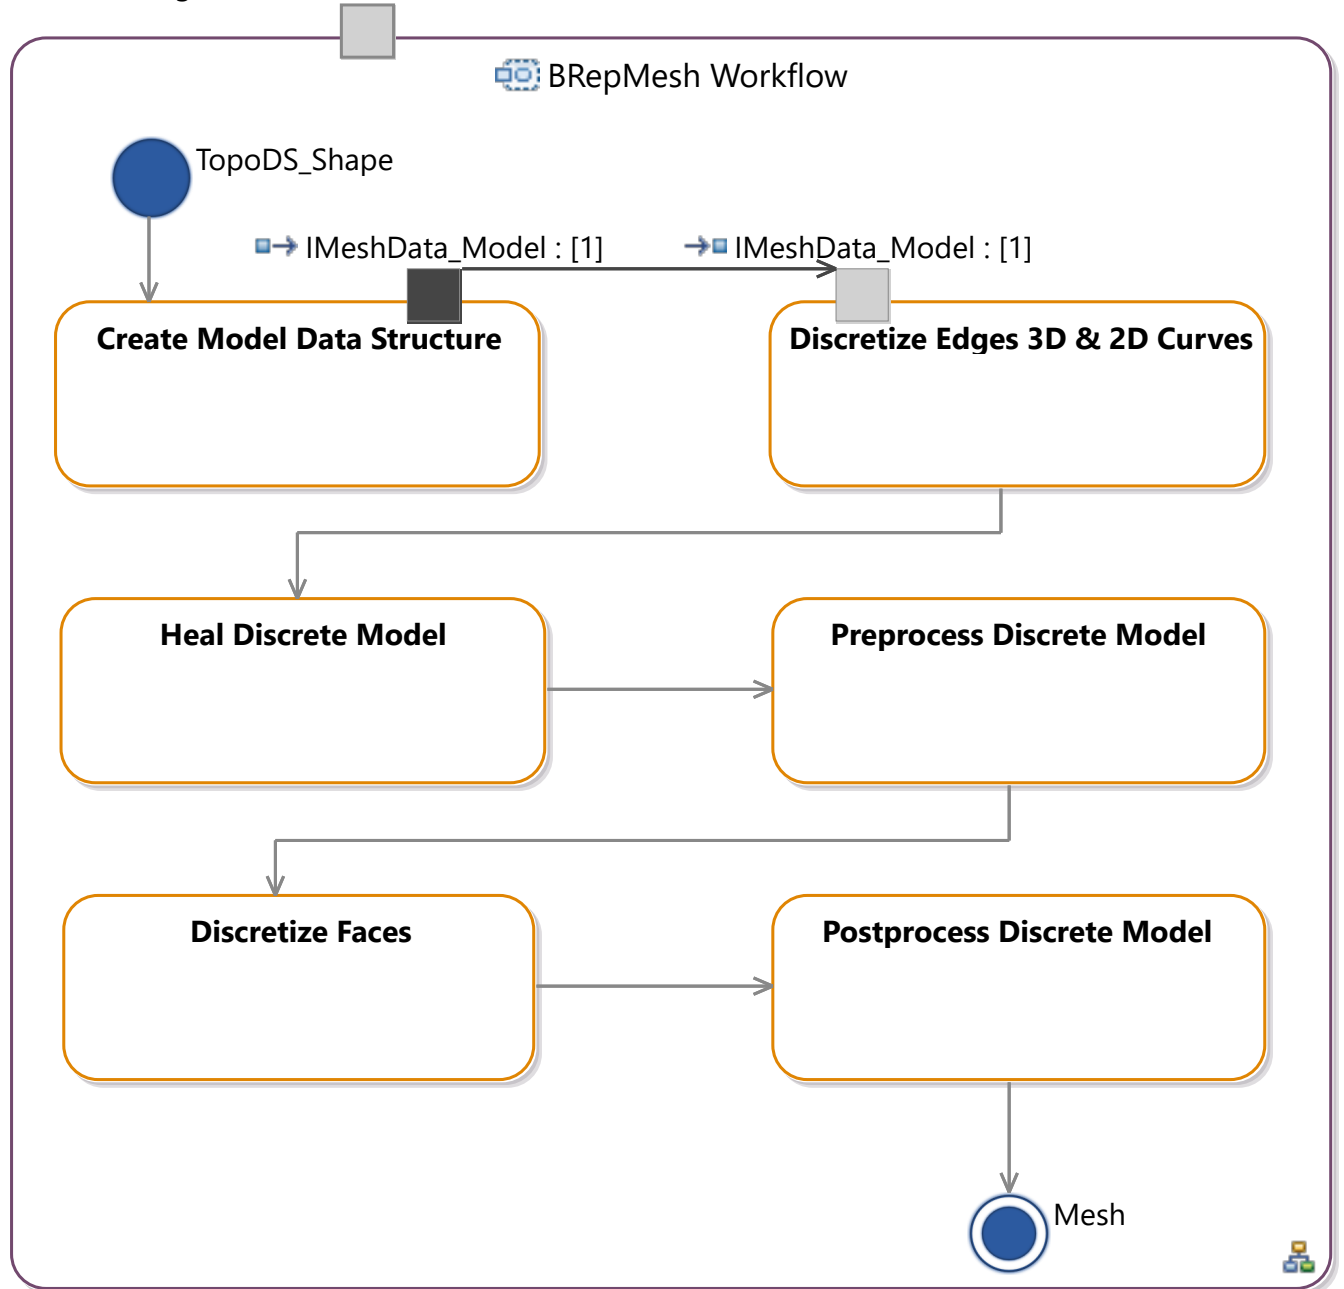 BRepMesh Workflow
TopoDS_Shape
IMeshData_Model : [1]
IMeshData_Model : [1]
Create Model Data Structure
Discretize Edges 3D & 2D Curves
Heal Discrete Model
Preprocess Discrete Model
Discretize Faces
Postprocess Discrete Model
Mesh